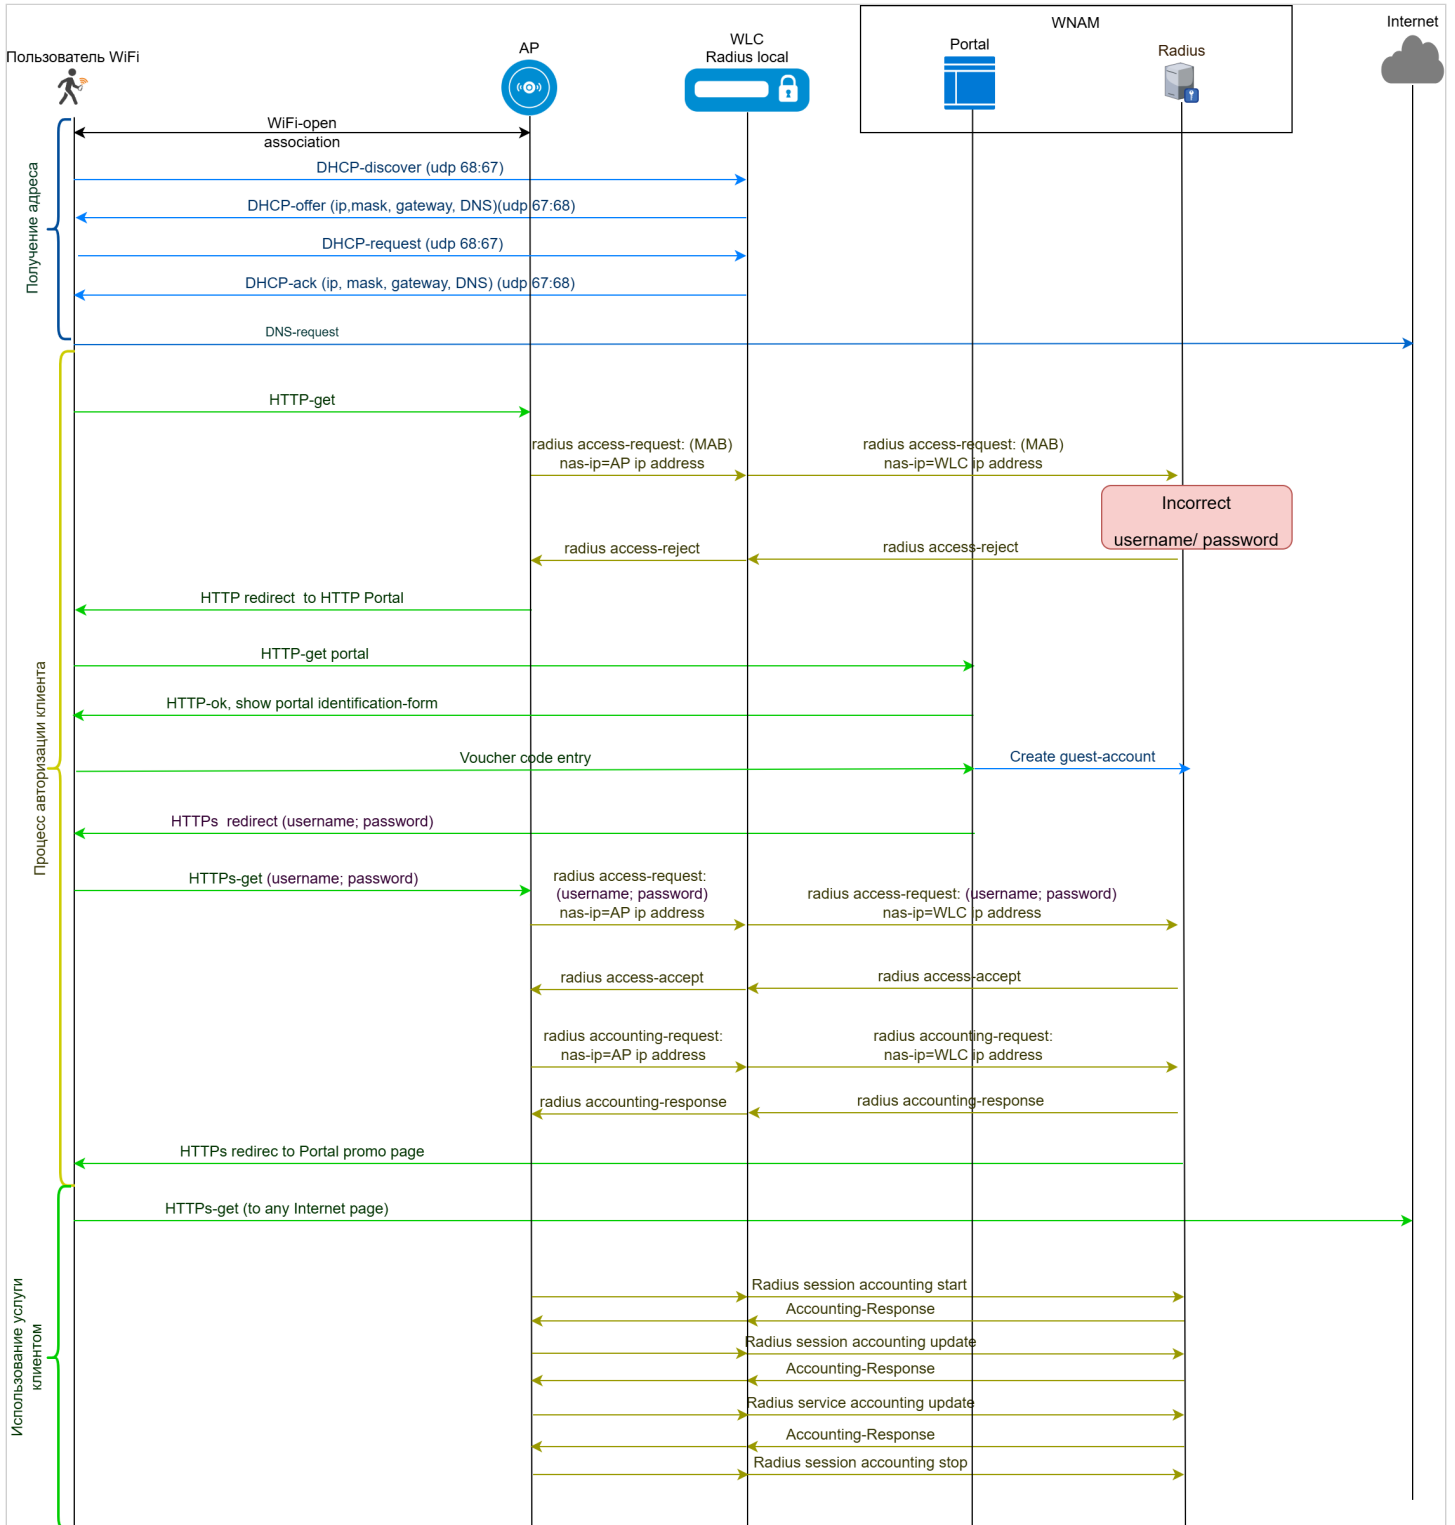 WNAM
Internet
Пользователь WiFi
AP
WLC
Radius local
Portal
Radius
WiFi-open
association
Получение адреса
DHCP-discover (udp 68:67)
DHCP-offer (ip,mask, gateway, DNS)(udp 67:68)
DHCP-request (udp 68:67)
DHCP-ack (ip, mask, gateway, DNS) (udp 67:68)
DNS-request
Процесс авторизации клиента
HTTP-get
radius access-request: (MAB)
nas-ip=AP ip address
radius access-request: (MAB)
nas-ip=WLC ip address
Incorrect
username/ password
radius access-reject
radius access-reject
HTTP redirect  to HTTP Portal
HTTP-get portal
HTTP-ok, show portal identification-form
Voucher code entry
Create guest-account
HTTPs  redirect (username; password)
HTTPs-get (username; password)
radius access-request:
(username; password)
nas-ip=AP ip address
radius access-request: (username; password)
nas-ip=WLC ip address
radius access-accept
radius access-accept
radius accounting-request:
nas-ip=AP ip address
radius accounting-request:
nas-ip=WLC ip address
radius accounting-response
radius accounting-response
HTTPs redirec to Portal promo page
Использование услуги
клиентом
HTTPs-get (to any Internet page)
Radius session accounting start
Accounting-Response
Radius session accounting update
Accounting-Response
Radius service accounting update
Accounting-Response
Radius session accounting stop